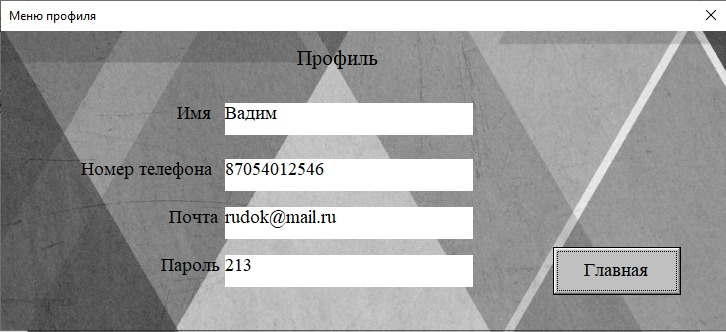 Меню профиля
Профиль
Имя Вадим
Номер телефона 87054012546
Почта rudok@mail.ru
Пароль 213
Главная